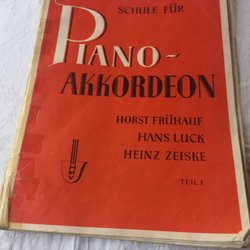 SCHULE FÜR
PIANO-
AKKORDEON
HORST FRÜHAUF
HANS LUCK
HEINZ ZEISKE
TEIL 1